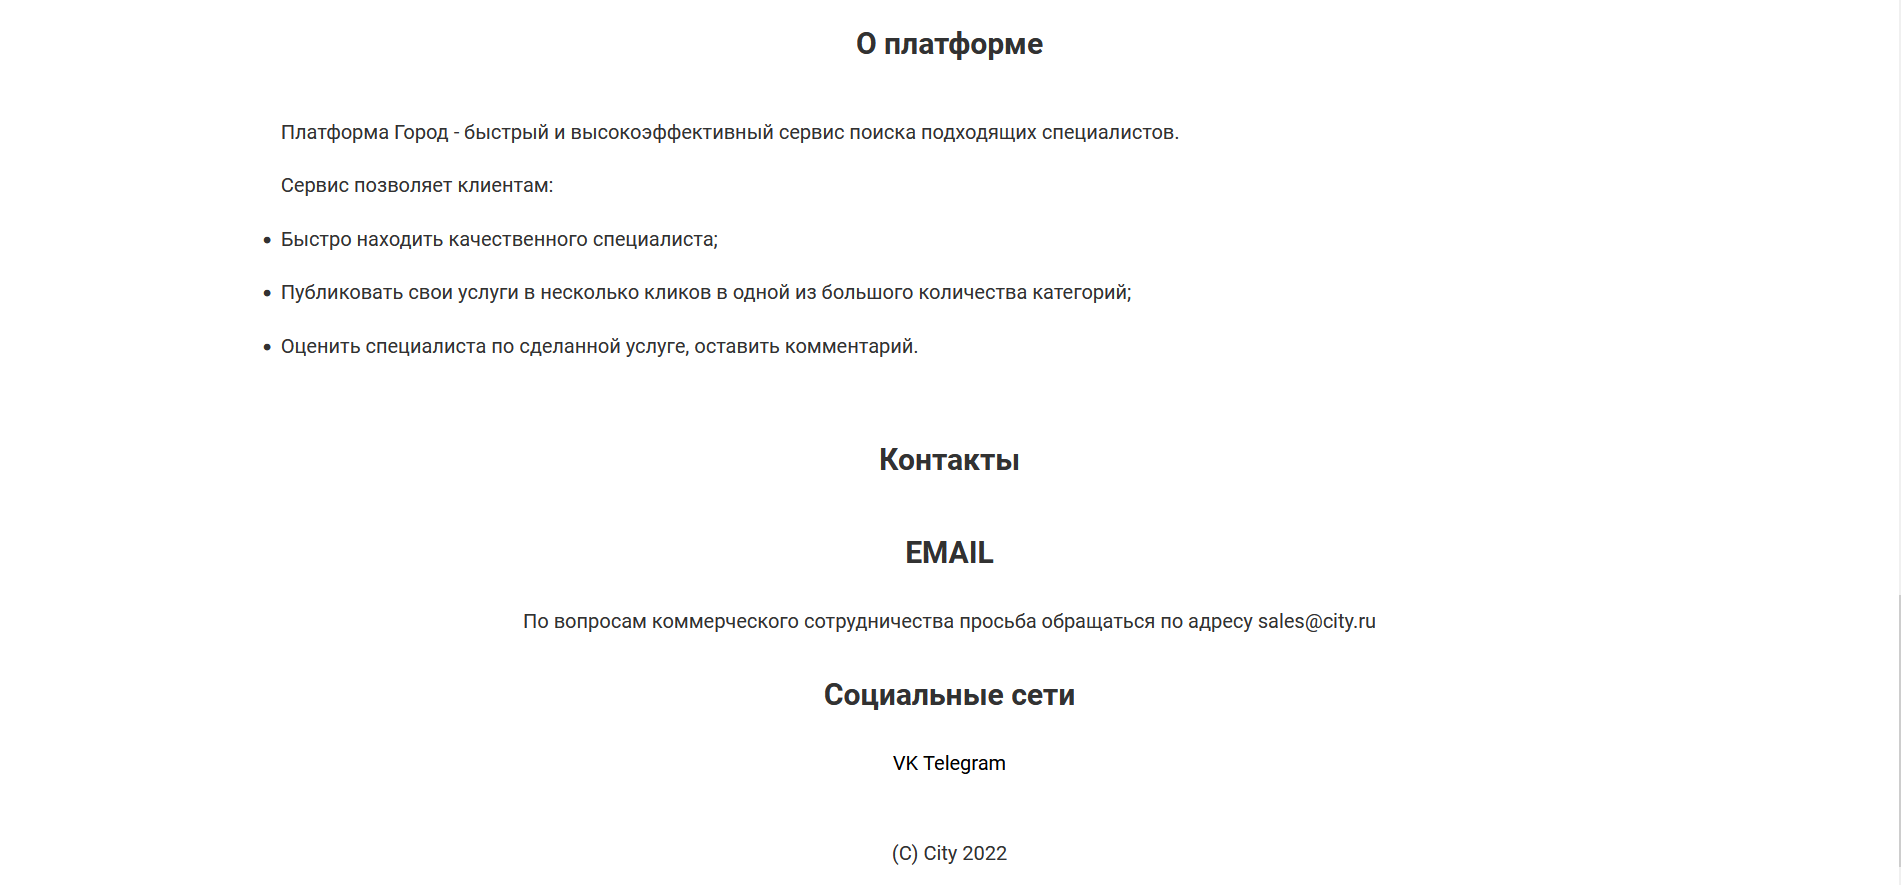 О платформе
Платформа Город - быстрый и высокоэффективный сервис поиска подходящих специалистов.
Сервис позволяет клиентам:
• Быстро находить качественного специалиста;
• Публиковать свои услуги в несколько кликов в одной из большого количества категорий;
• Оценить специалиста по сделанной услуге, оставить комментарий.
Контакты
EMAIL
По вопросам коммерческого сотрудничества просьба обращаться по адресу sales@city.ru
Социальные сети
VK Telegram
(C) City 2022